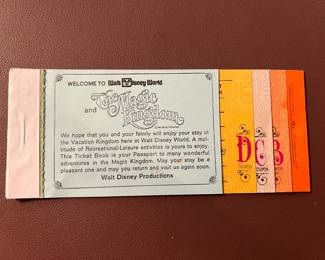 WELCOME TO Walt Disney World
and The Magic
Kingdom
We hope that you and your family will enjoy your stay
in the Vacation Kingdom here at Walt Disney World. A mul-
titude of Recreational-Leisure activities is yours to enjoy.
This Ticket Book is your Passport to many wonderful
adventures in the Magic Kingdom. May your stay be a
pleasant one and may you return and visit us again soon.
Walt Disney Productions
D C B